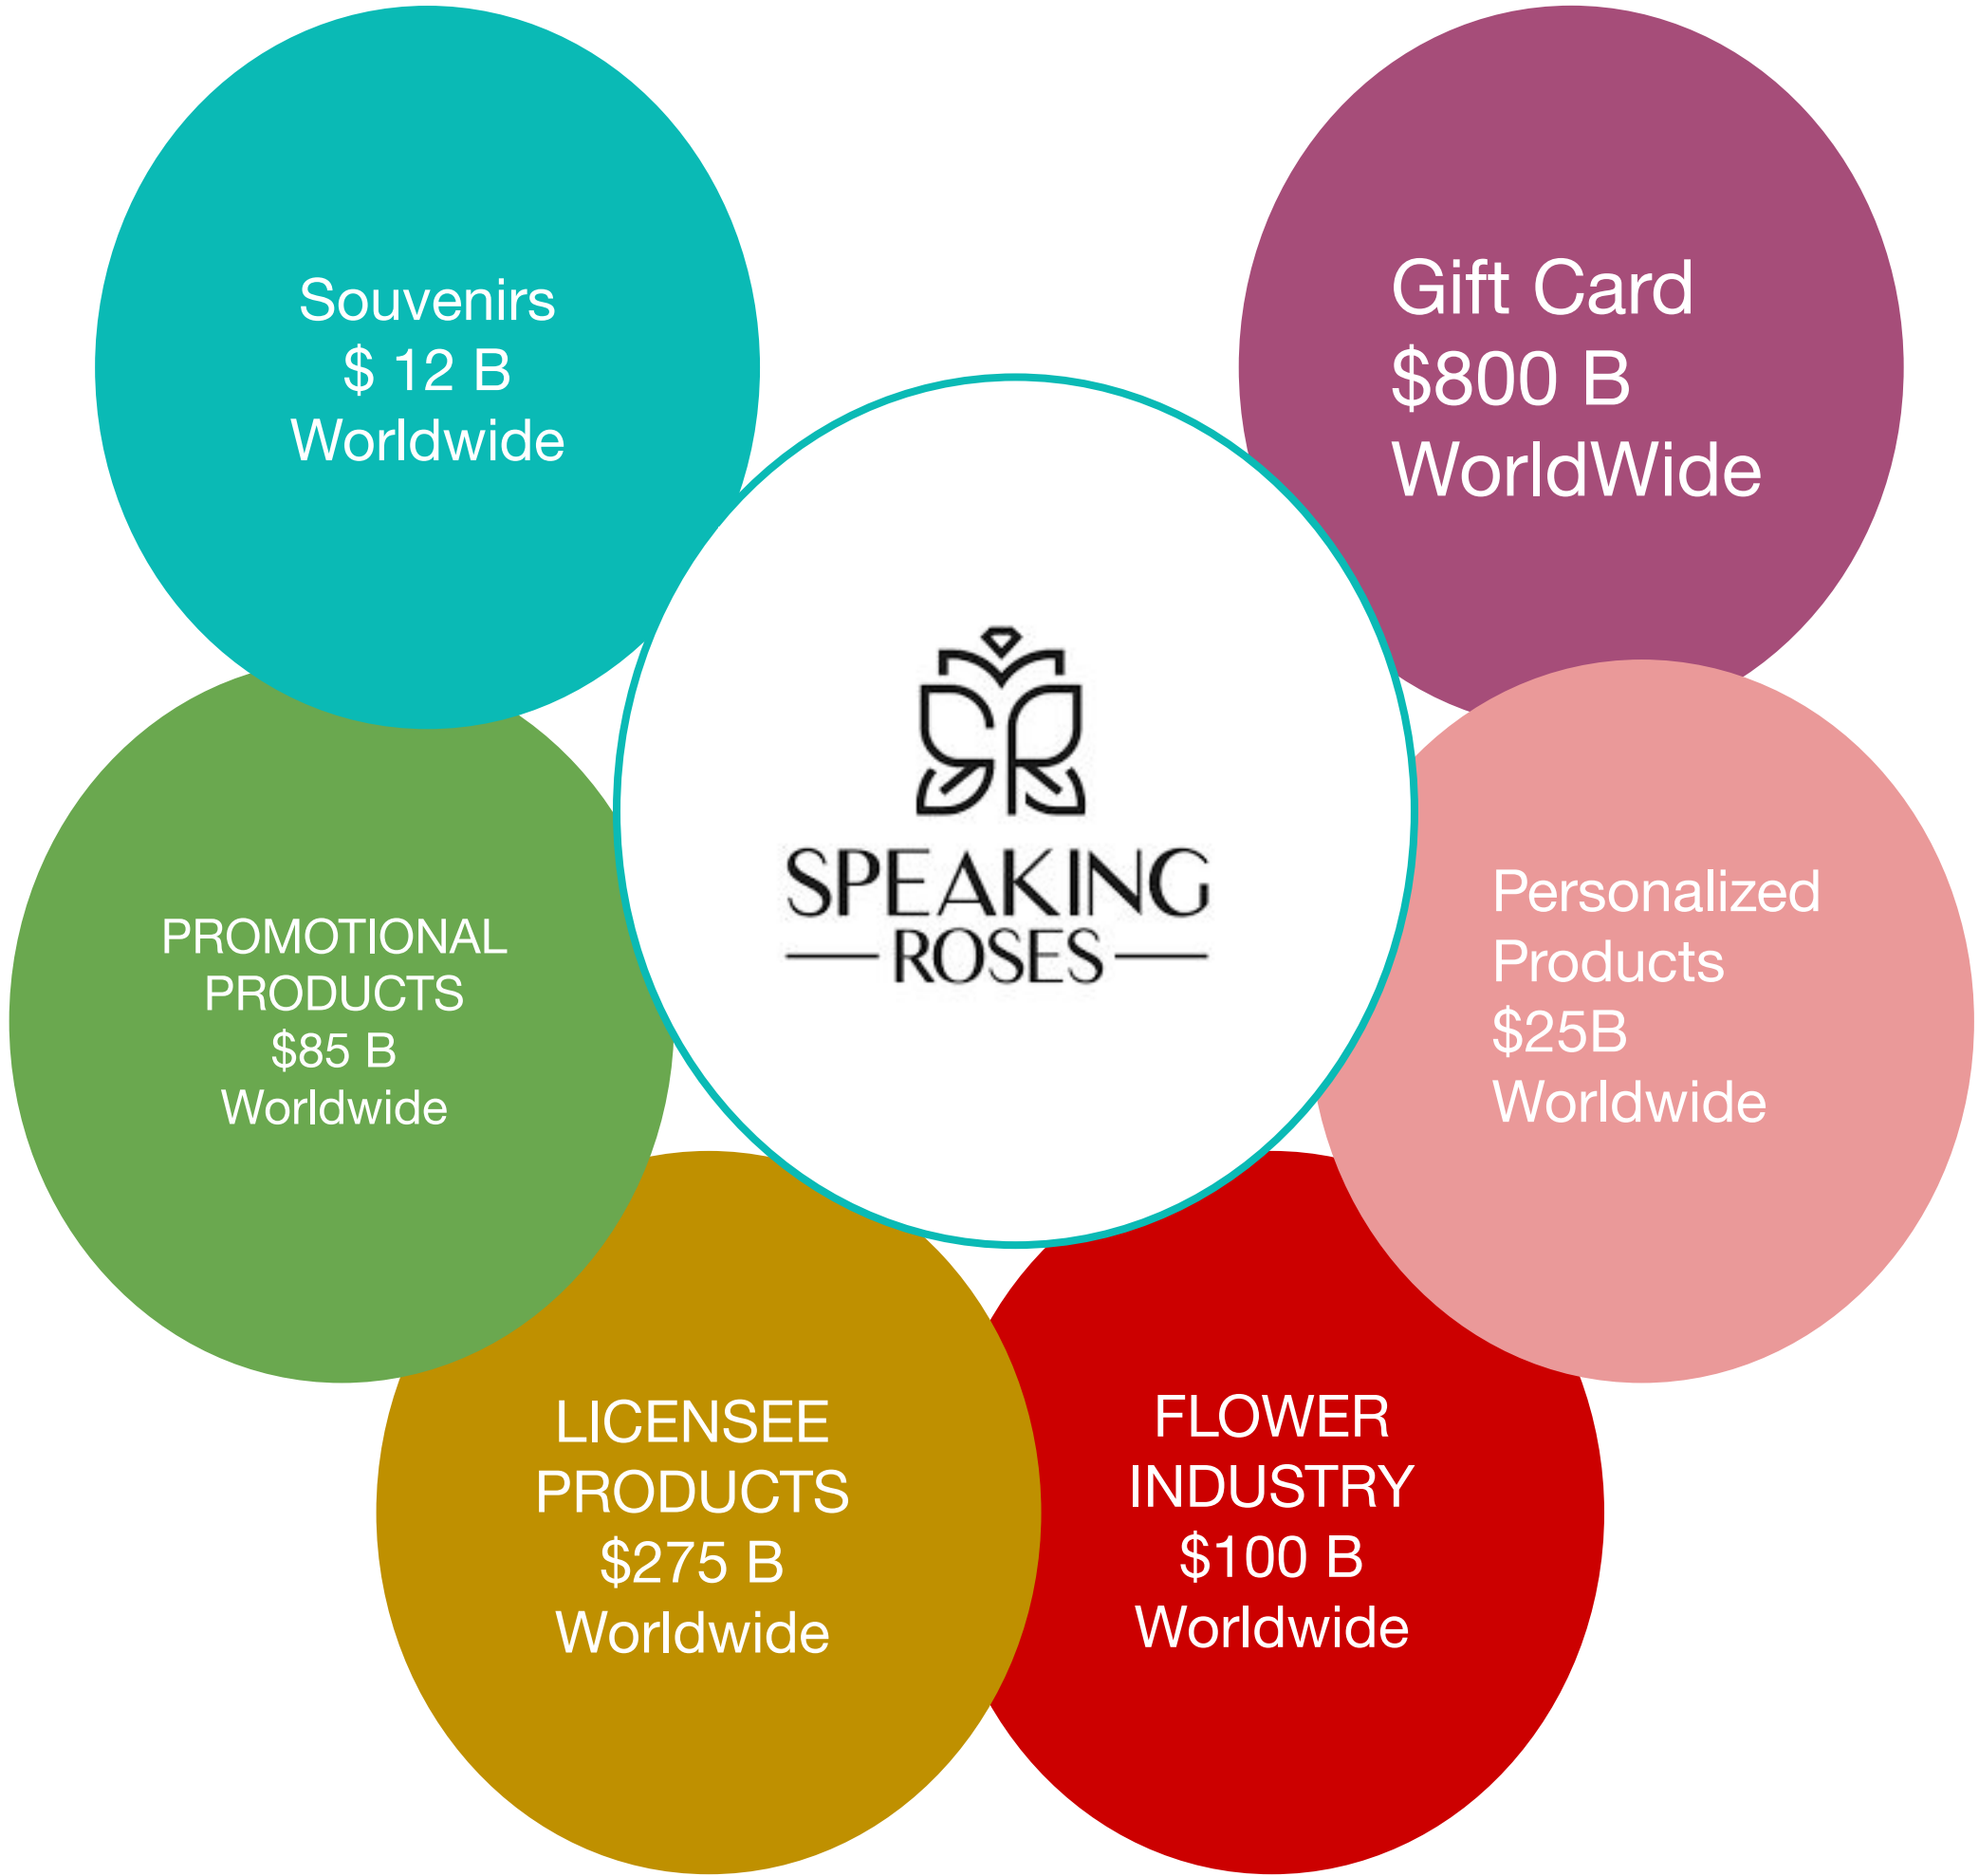 Souvenirs
$ 12 B
Worldwide
Gift Card
$800 B
WorldWide
SPEAKING
ROSES
PROMOTIONAL
PRODUCTS
$85 B
Worldwide
Personalized
Products
$25B
Worldwide
LICENSEE
PRODUCTS
$275 B
Worldwide
FLOWER
INDUSTRY
$100 B
Worldwide